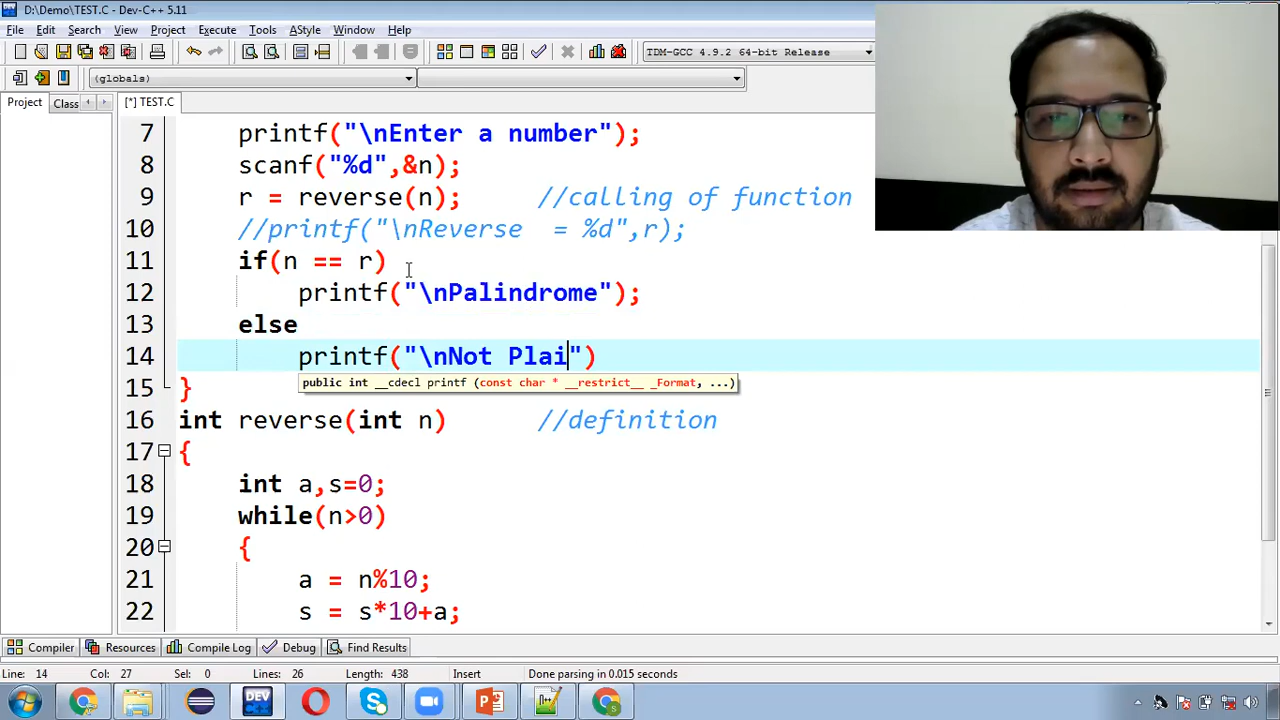 D:\Demo\TEST.C - Dev-C++ 5.11
File Edit Search View Project Execute Tools AStyle Window Help
TDM-GCC 4.9.2 64-bit Release
(globals)
Project Class [*] TEST.C
7 printf("\nEnter a number");
8 scanf("%d",&n);
9 r = reverse(n); //calling of function
10 //printf("\nReverse  = %d",r);
11 if(n == r)
12 printf("\nPalindrome");
13 else
14 printf("\nNot Plai")
public int __cdecl printf (const char * __restrict__ _Format, ...)
15 }
16 int reverse(int n) //definition
17 {
18 int a,s=0;
19 while(n>0)
20 {
21 a = n%10;
22 s = s*10+a;
Compiler Resources Compile Log Debug Find Results
Line: 14 Col: 27 Sel: 0 Lines: 26 Length: 438 Insert Done parsing in 0.015 seconds
DEV